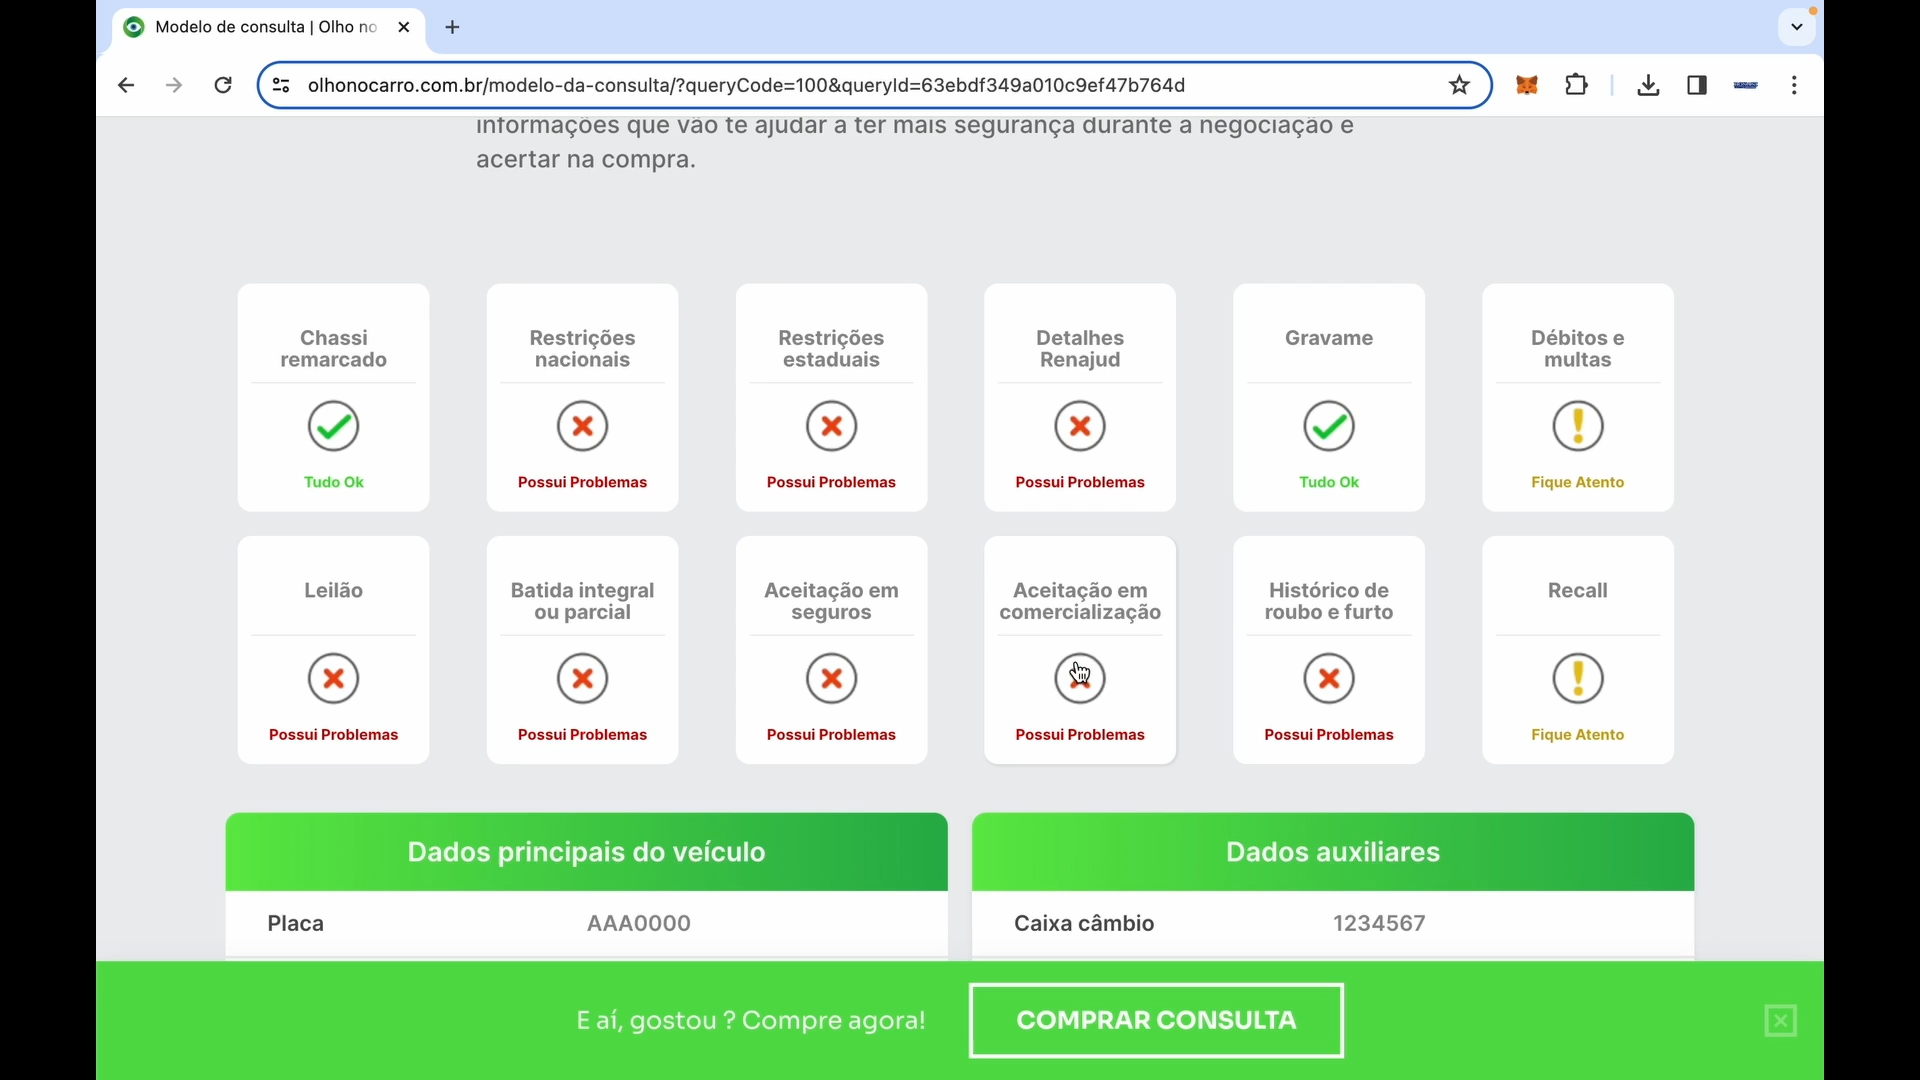 Modelo de consulta | Olho no
olhonocarro.com.br/modelo-da-consulta/?queryCode=100&queryId=63ebdf349a010c9ef47b764d
informações que vão te ajudar a ter mais segurança durante a negociação e
acertar na compra.
Chassi
remarcado
Tudo Ok
Restrições
nacionais
Possui Problemas
Restrições
estaduais
Possui Problemas
Detalhes
Renajud
Possui Problemas
Gravame
Tudo Ok
Débitos e
multas
Fique Atento
Leilão
Possui Problemas
Batida integral
ou parcial
Possui Problemas
Aceitação em
seguros
Possui Problemas
Aceitação em
comercialização
Possui Problemas
Histórico de
roubo e furto
Possui Problemas
Recall
Fique Atento
Dados principais do veículo
Placa AAA0000
Dados auxiliares
Caixa câmbio 1234567
E aí, gostou ? Compre agora!
COMPRAR CONSULTA